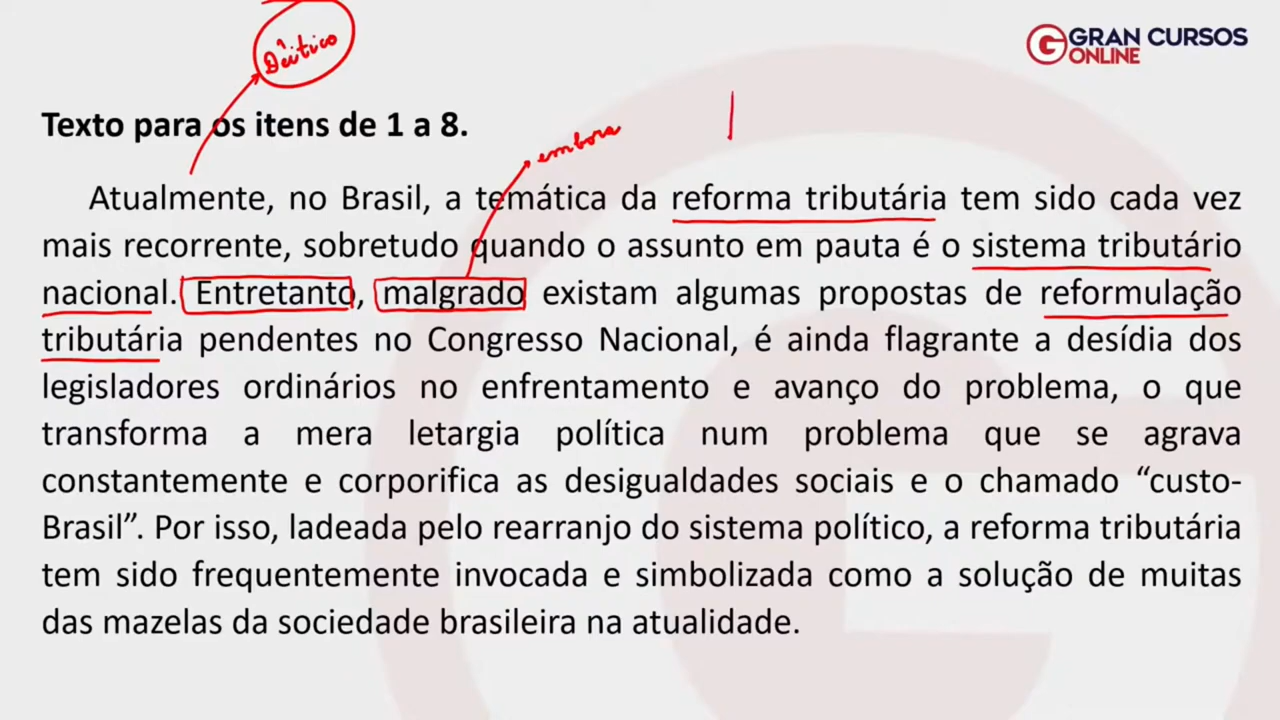 Dêitico
GRAN CURSOS
ONLINE
Texto para os itens de 1 a 8.
embora
Atualmente, no Brasil, a temática da reforma tributária tem sido cada vez
mais recorrente, sobretudo quando o assunto em pauta é o sistema tributário
nacional. Entretanto, malgrado existam algumas propostas de reformulação
tributária pendentes no Congresso Nacional, é ainda flagrante a desídia dos
legisladores ordinários no enfrentamento e avanço do problema, o que
transforma a mera letargia política num problema que se agrava
constantemente e corporifica as desigualdades sociais e o chamado “custo-
Brasil”. Por isso, ladeada pelo rearranjo do sistema político, a reforma tributária
tem sido frequentemente invocada e simbolizada como a solução de muitas
das mazelas da sociedade brasileira na atualidade.